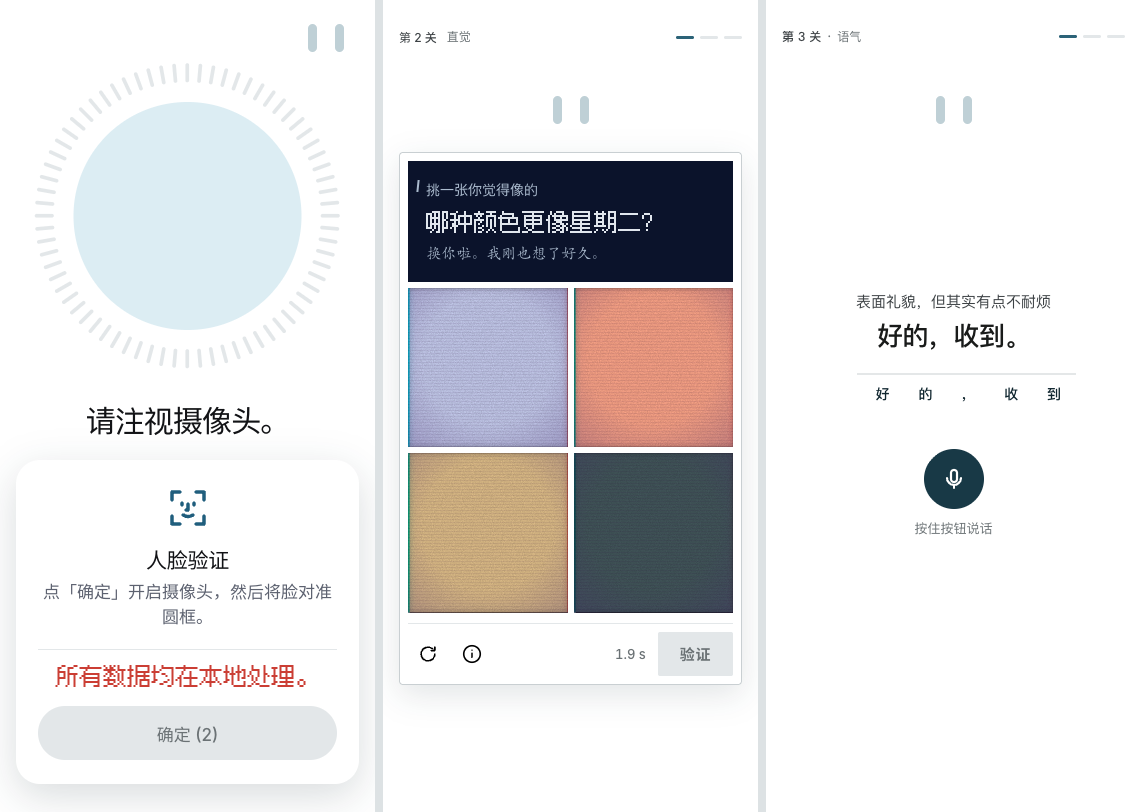 请注视摄像头。
人脸验证
点「确定」开启摄像头，然后将脸对准
圆框。
所有数据均在本地处理。
确定 (2)
第 2 关 直觉
挑一张你觉得像的
哪种颜色更像星期二?
换你啦。我刚也想了好久。
1.9 s
验证
第 3 关 · 语气
表面礼貌，但其实有点不耐烦
好的，收到。
好 的 ， 收 到
按住按钮说话